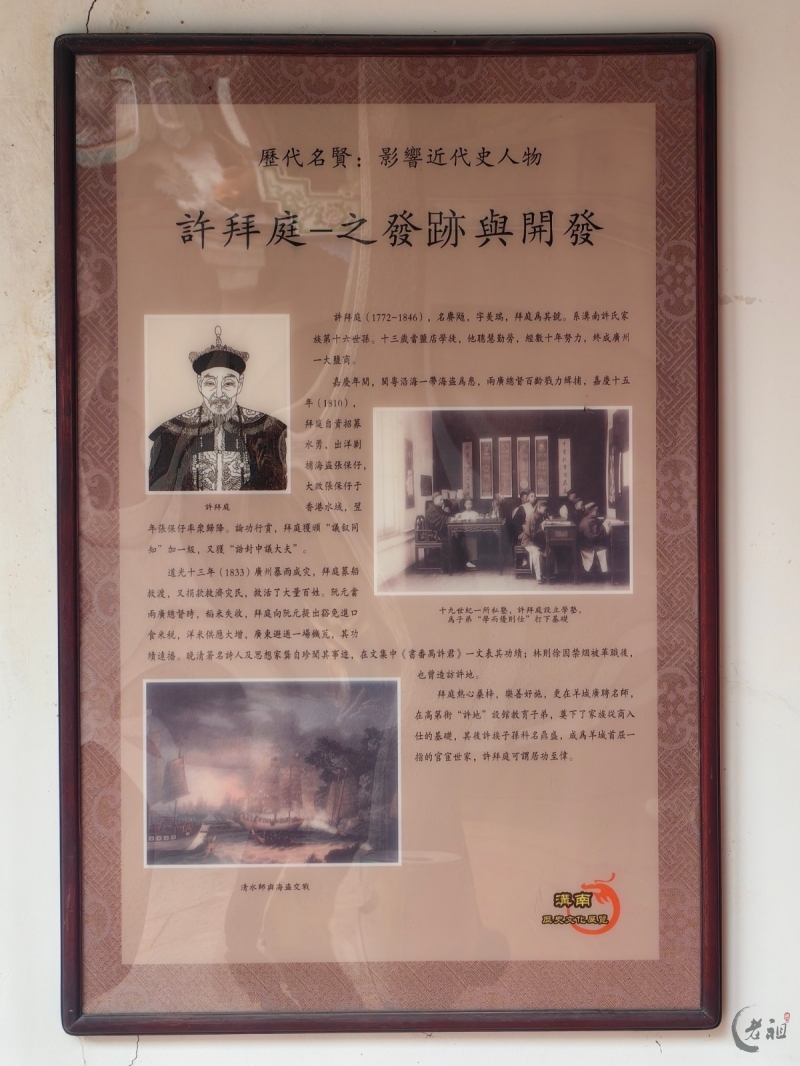 歷代名賢：影響近代史人物
許拜庭-之發跡與開發
許拜庭（1772-1846），名賡颺，字美瑞，拜庭爲其號。系溝南許氏家
族第十六世孫。十三歲當鹽店學徒，他聰慧勤勞，經數十年努力，終成廣州
一大鹽商。
嘉慶年間，閩粵沿海一帶海盜爲患，兩廣總督百齡戮力緝捕，嘉慶十五
年（1810），
拜庭自資招募
水勇，出洋剿
捕海盜張保仔，
大敗張保仔于
香港水域，翌
年張保仔率衆歸降。論功行賞，拜庭獲頒“議叙同
知”加一級，又獲“誥封中議大夫”。
道光十三年（1833）廣州暴雨成灾，拜庭募船
救渡，又捐款救濟灾民，救活了大量百姓。阮元當
兩廣總督時，稻米失收，拜庭向阮元提出豁免進口
食米税，洋米供應大增，廣東避過一場饑荒，其功
績遠播。晚清著名詩人及思想家龔自珍聞其事迹，在文集中《書番禺許君》一文表其功績；林則徐因禁烟被革職後，
也曾造訪許地。
拜庭熱心桑梓，樂善好施，更在羊城廣聘名師，
在高第街“許地”設館教育子弟，奠下了家族從商入
仕的基礎，其後許族子孫科名鼎盛，成爲羊城首屈一
指的官宦世家，許拜庭可謂居功至偉。
許拜庭
十九世紀一所私塾，許拜庭設立學塾，
爲子弟“學而優則仕”打下基礎
清水師與海盜交戰
溝南
歷史文化展覽
老祖